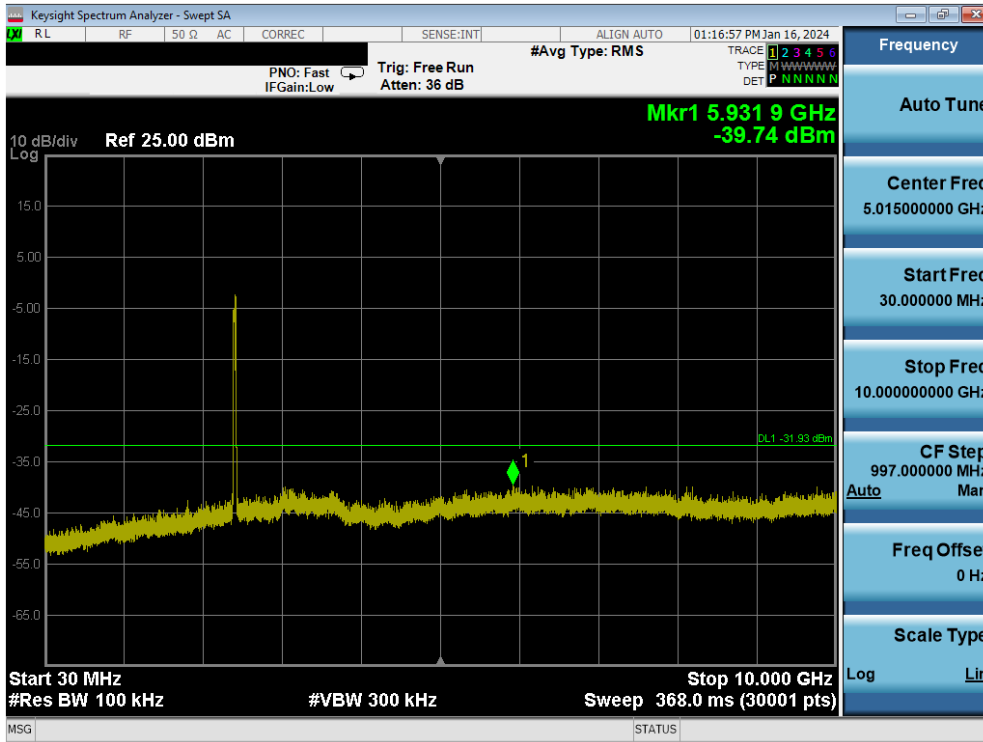 Keysight Spectrum Analyzer - Swept SA
LXI RL RF 50 Ω AC CORREC SENSE:INT ALIGN AUTO 01:16:57 PM Jan 16, 2024
#Avg Type: RMS
TRACE 1 2 3 4 5 6
TYPE M WWWWW
DET P N N N N N
PNO: Fast
IFGain:Low
Trig: Free Run
Atten: 36 dB
Mkr1 5.931 9 GHz
-39.74 dBm
10 dB/div Ref 25.00 dBm
Log
15.0
5.00
-5.00
-15.0
-25.0
DL1 -31.93 dBm
-35.0
1
-45.0
-55.0
-65.0
Start 30 MHz Stop 10.000 GHz
#Res BW 100 kHz #VBW 300 kHz Sweep 368.0 ms (30001 pts)
MSG STATUS
Frequency
Auto Tune
Center Freq
5.015000000 GHz
Start Freq
30.000000 MHz
Stop Freq
10.000000000 GHz
CF Step
997.000000 MHz
Auto Man
Freq Offset
0 Hz
Scale Type
Log Lin